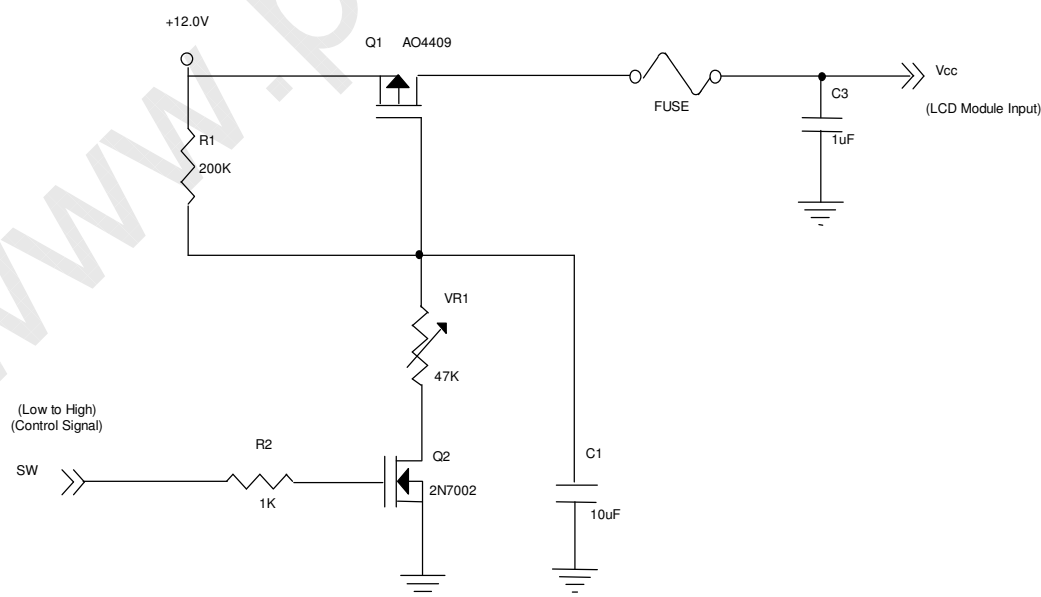 +12.0V
Q1 AO4409
Vcc
C3
FUSE
(LCD Module Input)
R1
1uF
200K
VR1
47K
(Low to High)
(Control Signal)
R2
Q2
C1
SW
2N7002
1K
10uF
www.p